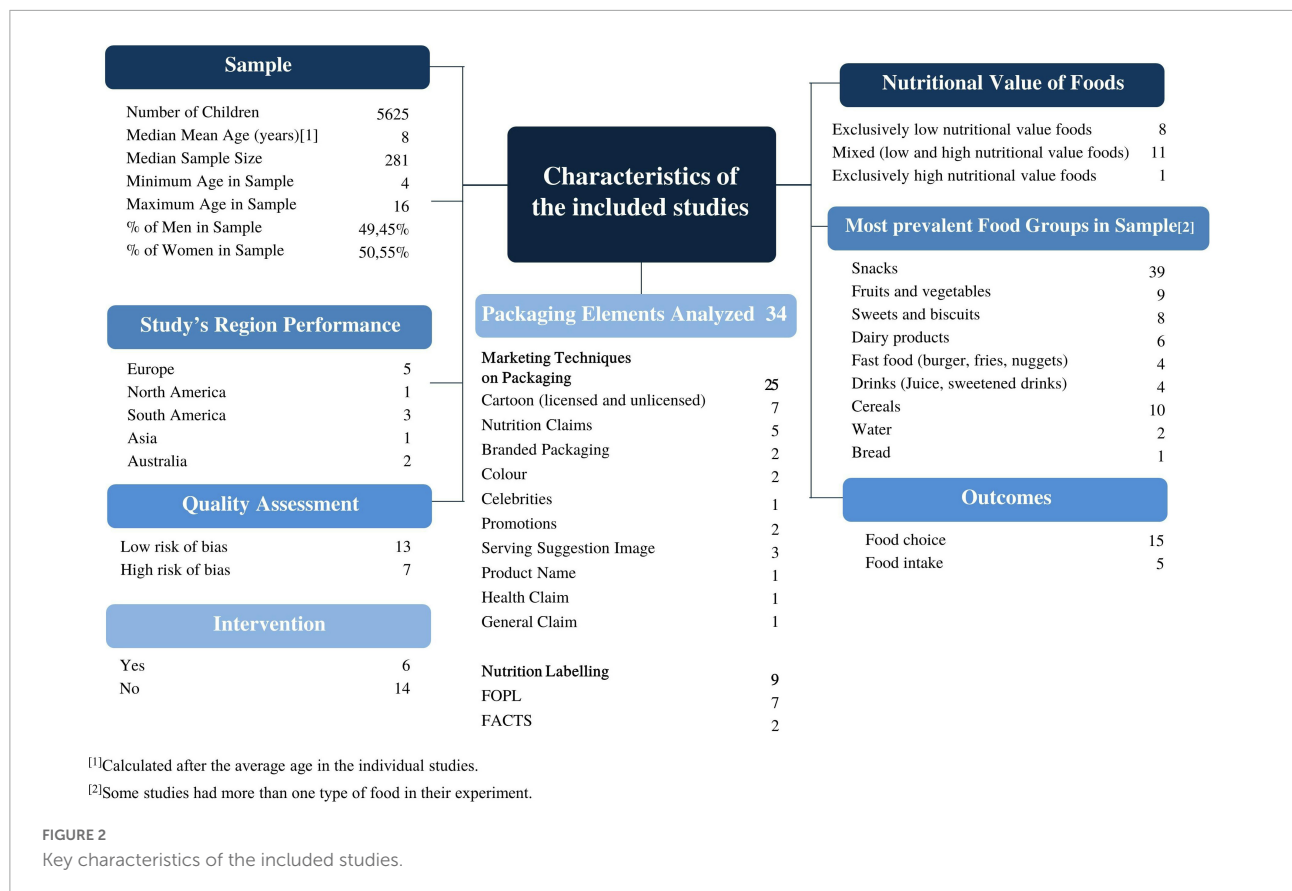 Sample
Number of Children 5625
Median Mean Age (years)[1] 8
Median Sample Size 281
Minimum Age in Sample 4
Maximum Age in Sample 16
% of Men in Sample 49,45%
% of Women in Sample 50,55%
Study's Region Performance
Europe 5
North America 1
South America 3
Asia 1
Australia 2
Quality Assessment
Low risk of bias 13
High risk of bias 7
Intervention
Yes 6
No 14
Characteristics of
the included studies
Packaging Elements Analyzed 34
Marketing Techniques
on Packaging 25
Cartoon (licensed and unlicensed) 7
Nutrition Claims 5
Branded Packaging 2
Colour 2
Celebrities 1
Promotions 2
Serving Suggestion Image 3
Product Name 1
Health Claim 1
General Claim 1
Nutrition Labelling 9
FOPL 7
FACTS 2
Nutritional Value of Foods
Exclusively low nutritional value foods 8
Mixed (low and high nutritional value foods) 11
Exclusively high nutritional value foods 1
Most prevalent Food Groups in Sample[2]
Snacks 39
Fruits and vegetables 9
Sweets and biscuits 8
Dairy products 6
Fast food (burger, fries, nuggets) 4
Drinks (Juice, sweetened drinks) 4
Cereals 10
Water 2
Bread 1
Outcomes
Food choice 15
Food intake 5
[1]Calculated after the average age in the individual studies.
[2]Some studies had more than one type of food in their experiment.
FIGURE 2
Key characteristics of the included studies.